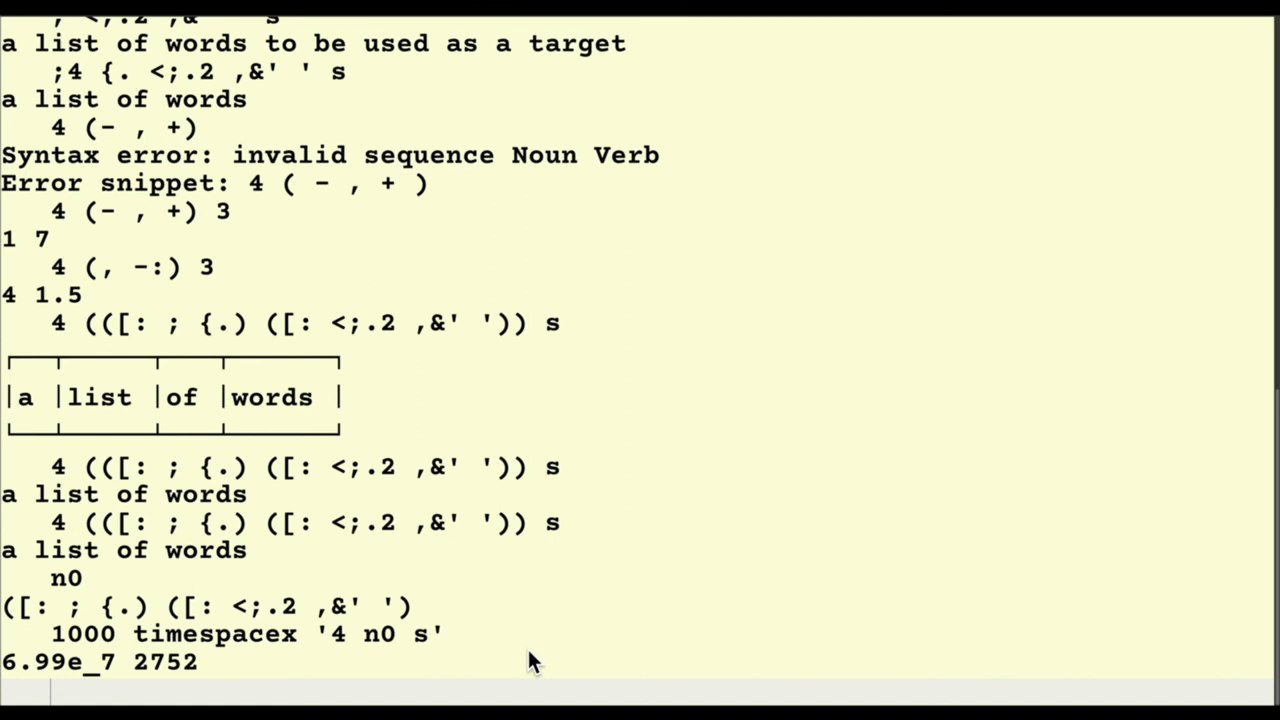 , <;.2 ,&' ' s
a list of words to be used as a target
;4 {. <;.2 ,&' ' s
a list of words
4 (- , +)
Syntax error: invalid sequence Noun Verb
Error snippet: 4 ( - , + )
4 (- , +) 3
1 7
4 (, -:) 3
4 1.5
4 (([: ; {.) ([: <;.2 ,&' ')) s
|a |list |of |words |
4 (([: ; {.) ([: <;.2 ,&' ')) s
a list of words
4 (([: ; {.) ([: <;.2 ,&' ')) s
a list of words
n0
([: ; {.) ([: <;.2 ,&' ')
1000 timespacex '4 n0 s'
6.99e_7 2752